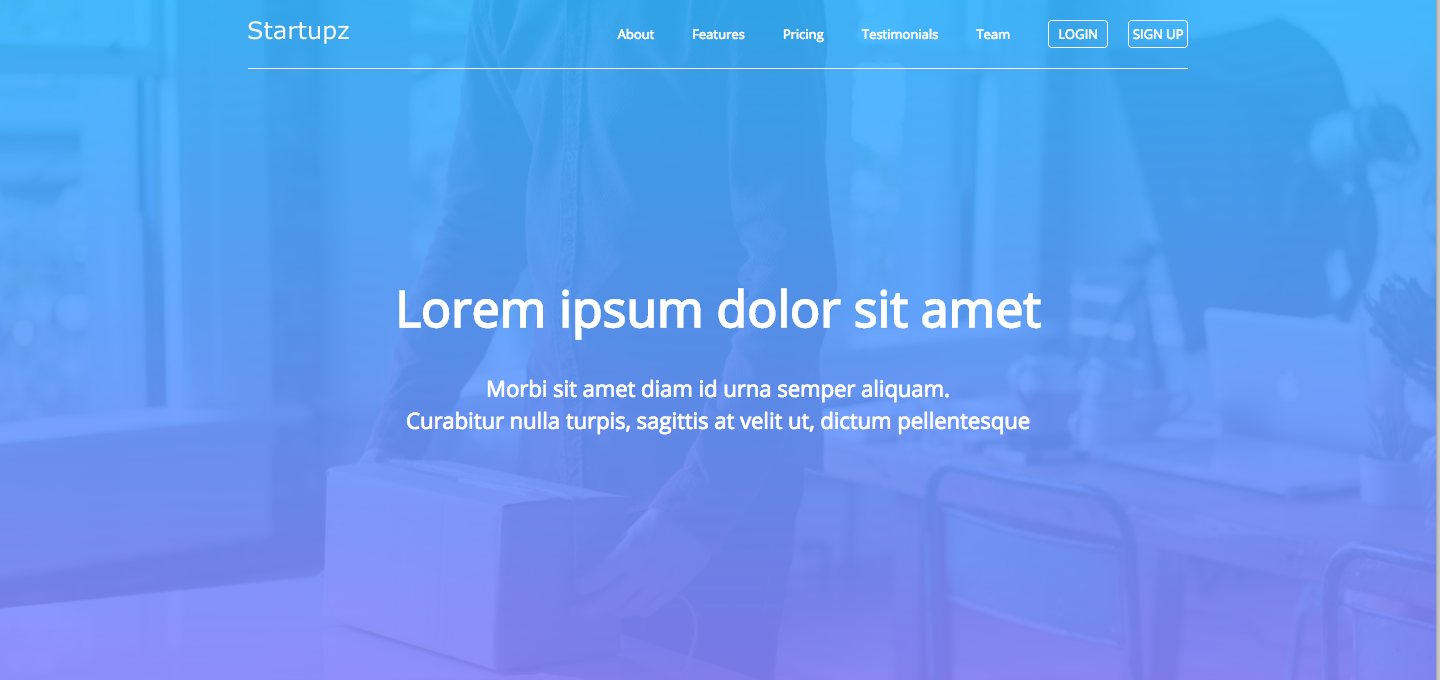 Startupz
About
Features
Pricing
Testimonials
Team
LOGIN
SIGN UP
Lorem ipsum dolor sit amet
Morbi sit amet diam id urna semper aliquam.
Curabitur nulla turpis, sagittis at velit ut, dictum pellentesque